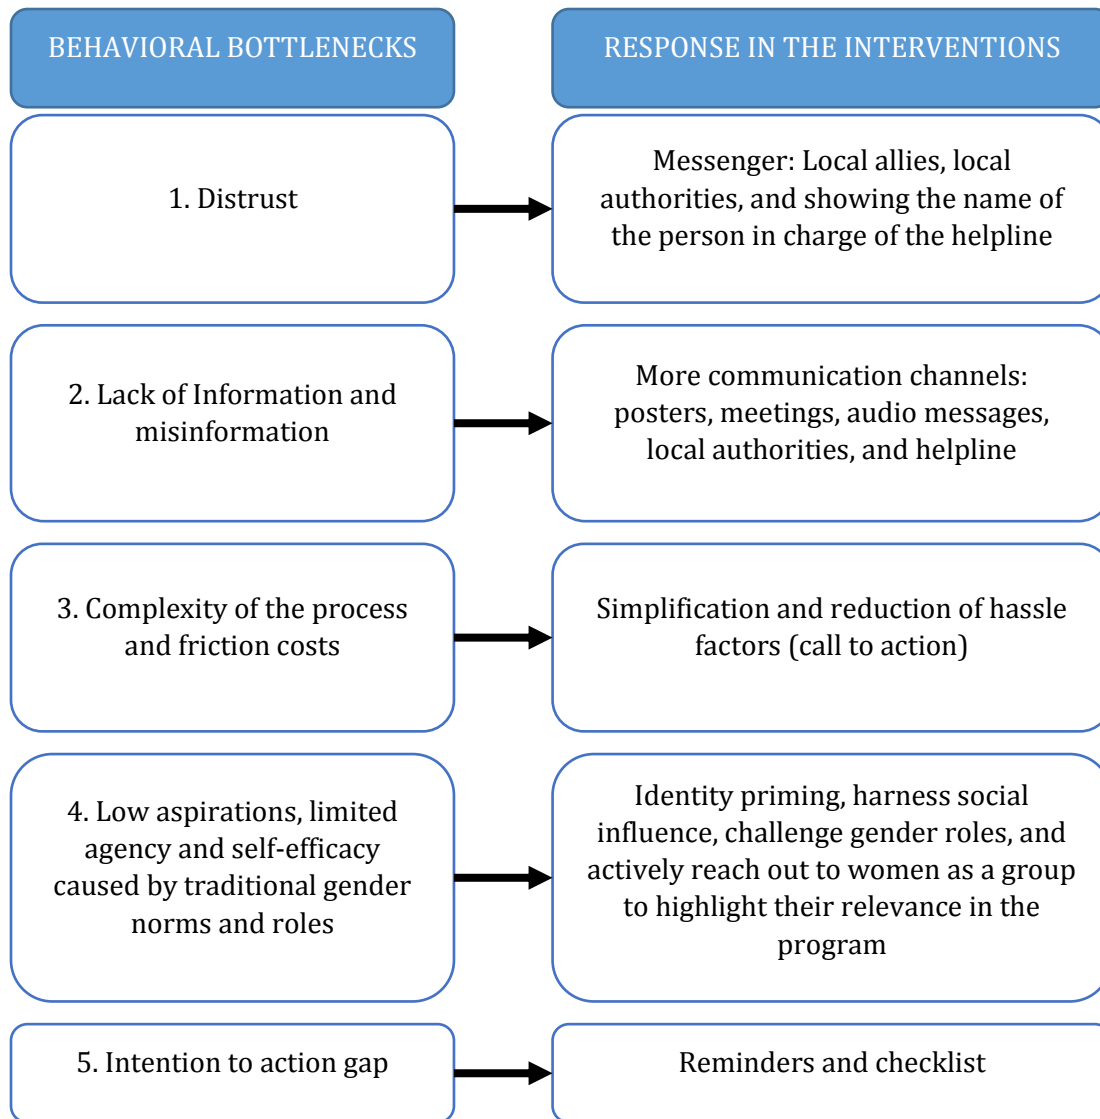 BEHAVIORAL BOTTLENECKS
RESPONSE IN THE INTERVENTIONS
1. Distrust
Messenger: Local allies, local
authorities, and showing the name of
the person in charge of the helpline
2. Lack of Information and
misinformation
More communication channels:
posters, meetings, audio messages,
local authorities, and helpline
3. Complexity of the process
and friction costs
Simplification and reduction of hassle
factors (call to action)
4. Low aspirations, limited
agency and self-efficacy
caused by traditional gender
norms and roles
Identity priming, harness social
influence, challenge gender roles, and
actively reach out to women as a group
to highlight their relevance in the
program
5. Intention to action gap
Reminders and checklist